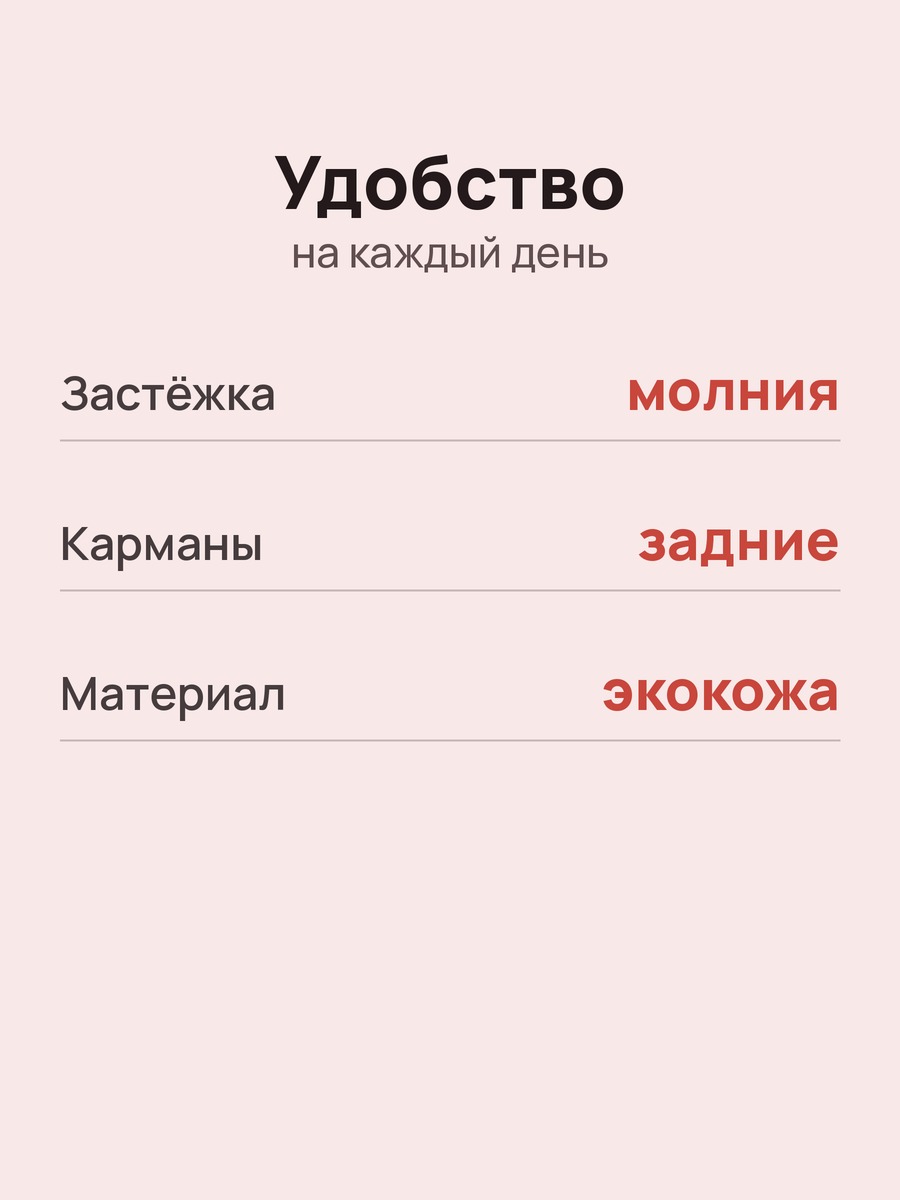 Удобство
на каждый день
Застёжка молния
Карманы задние
Материал экокожа